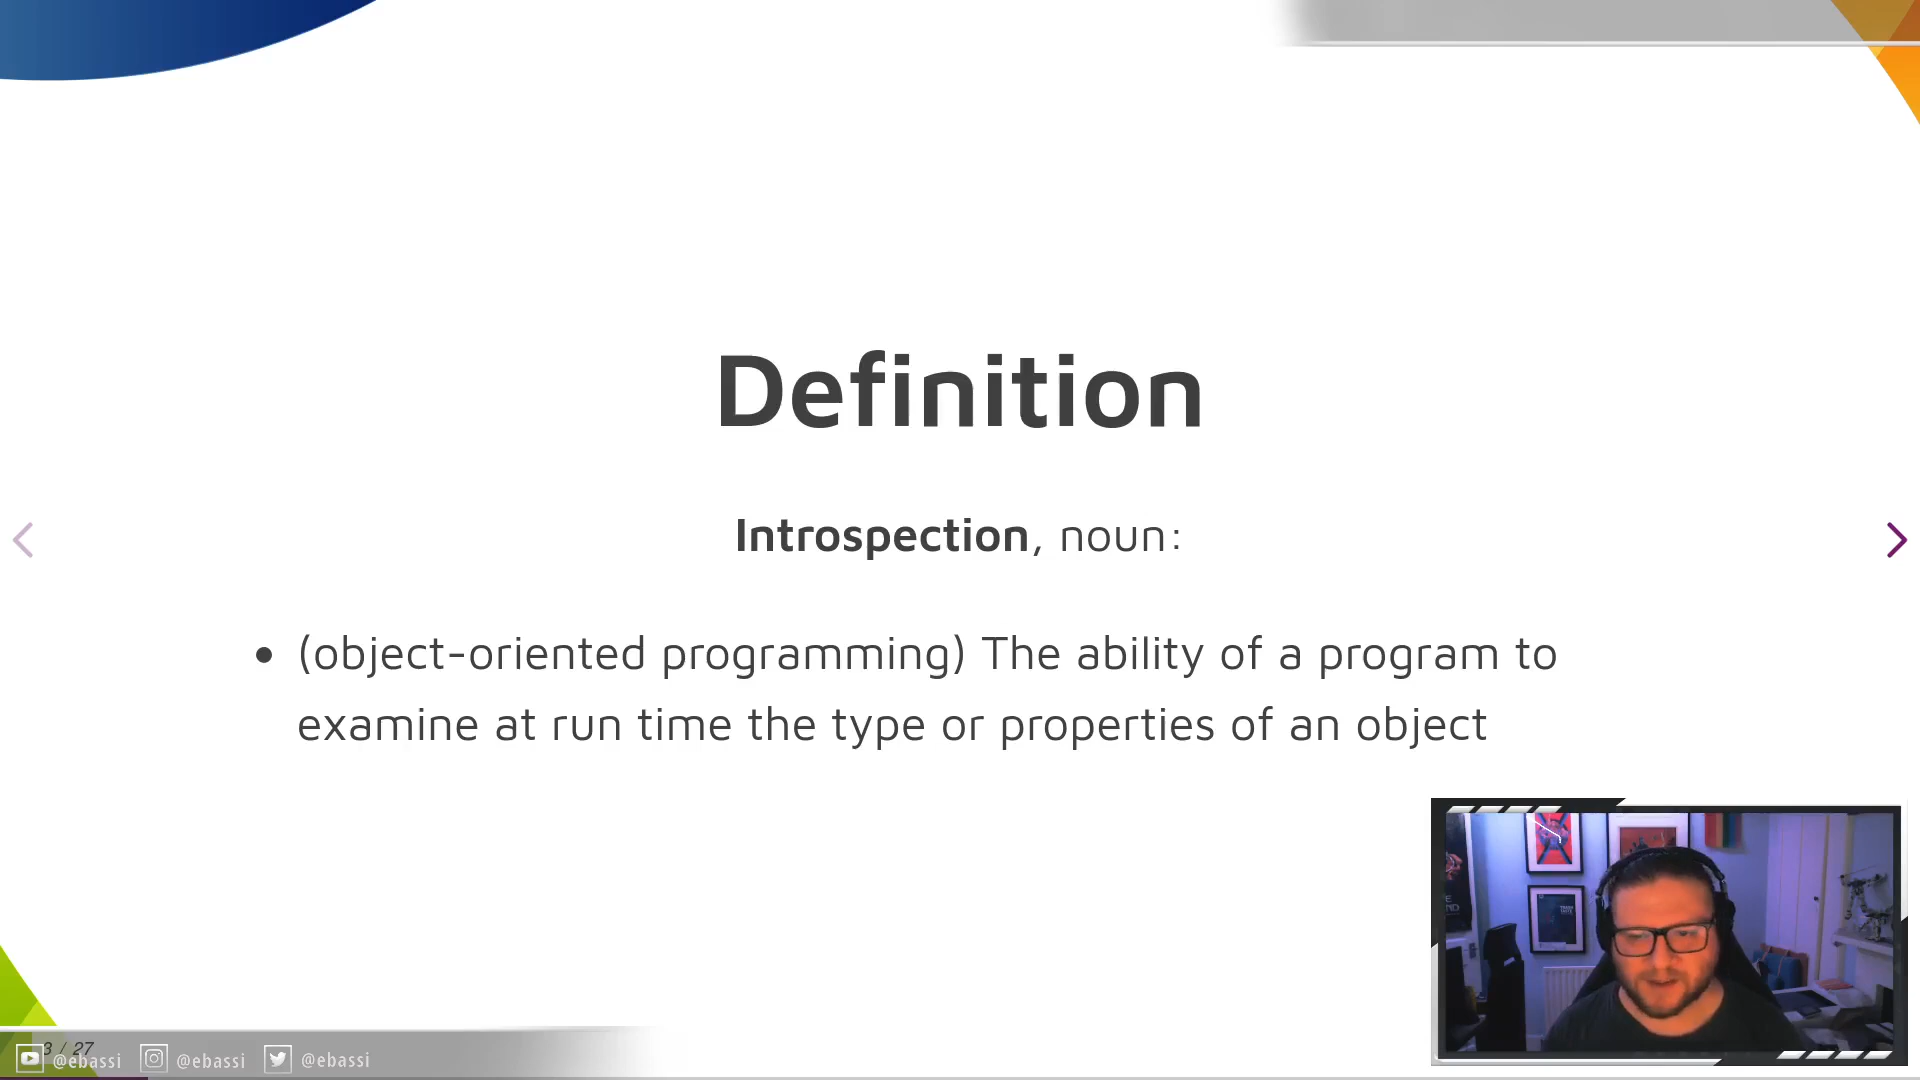 Definition
Introspection, noun:
• (object-oriented programming) The ability of a program to
examine at run time the type or properties of an object
3 / 27
@ebassi @ebassi @ebassi